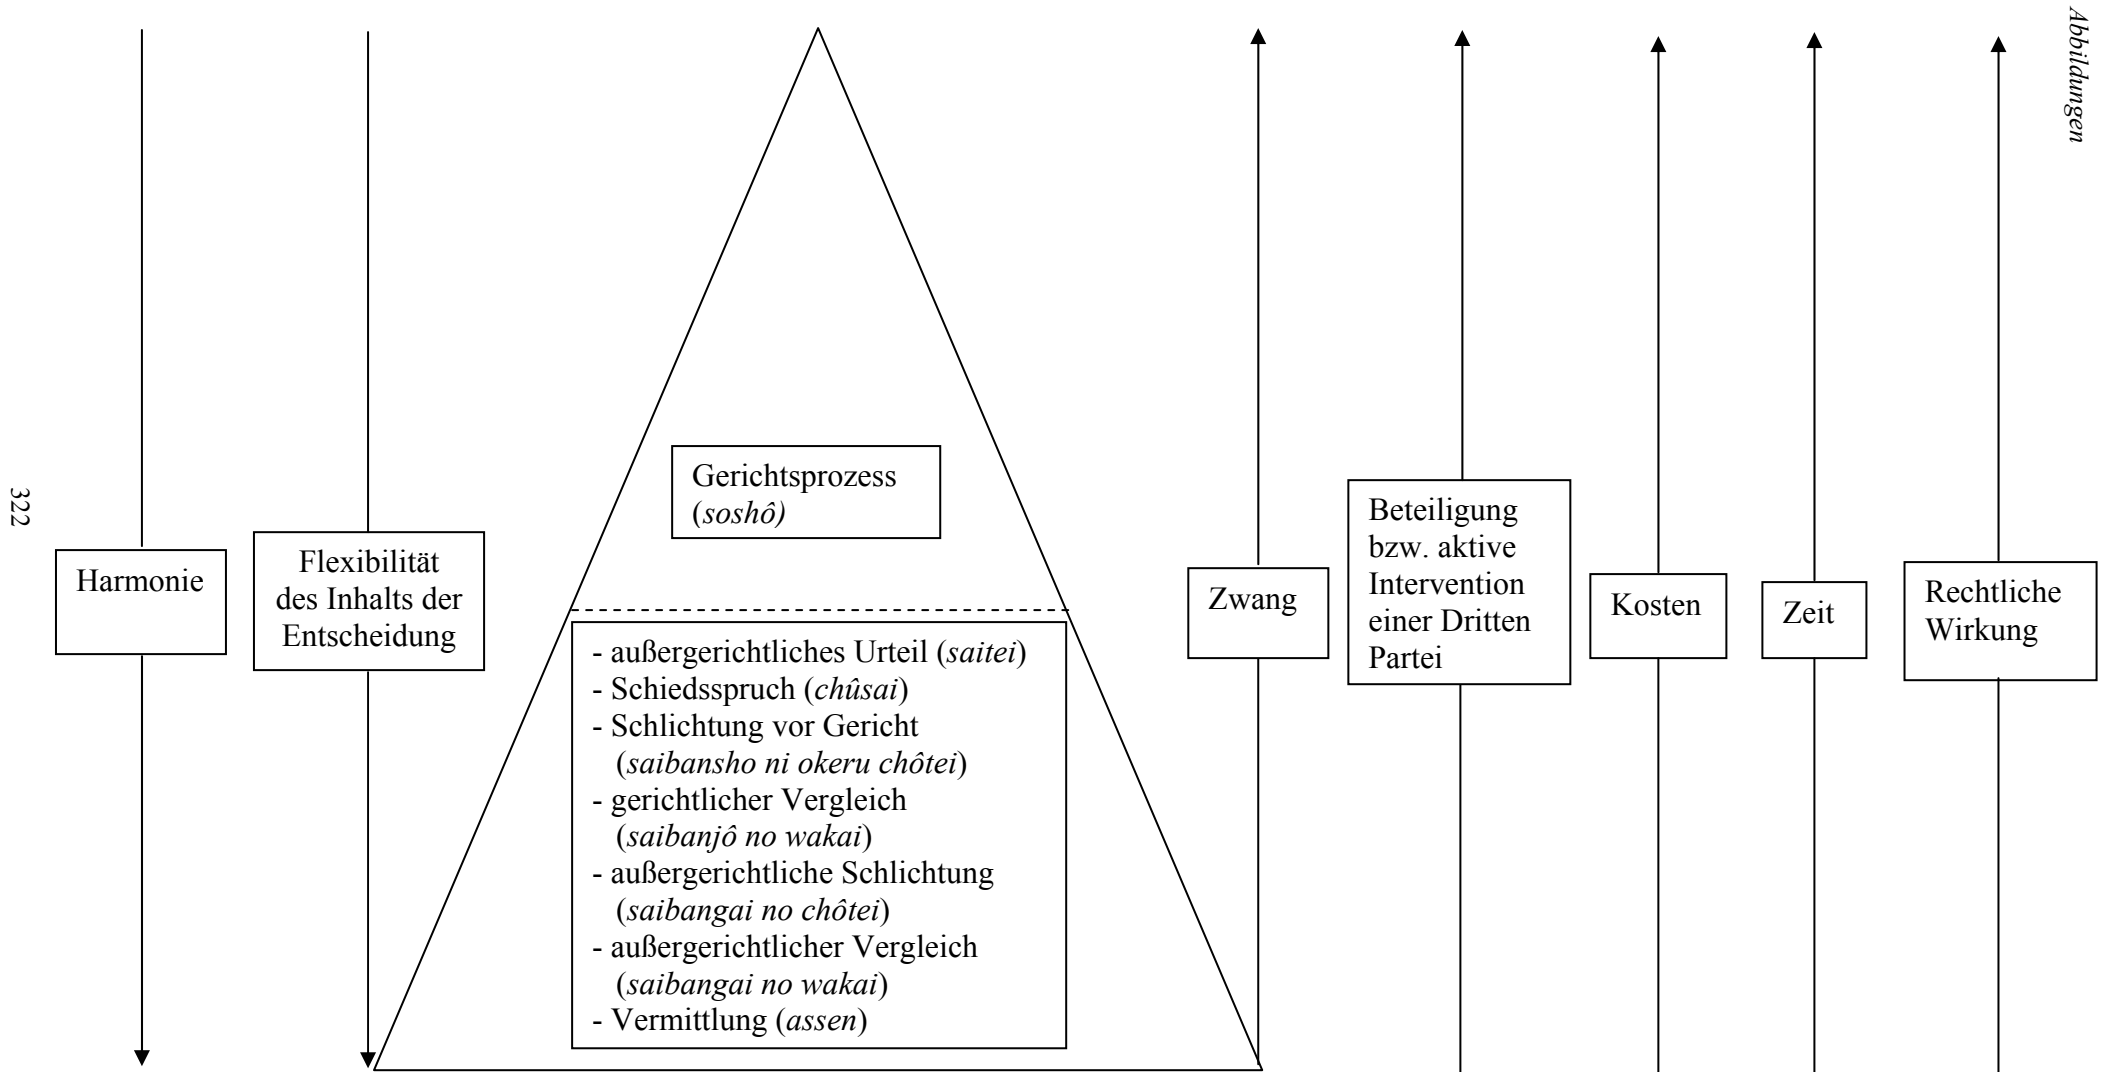 Abbildungen
Harmonie
Flexibilität
des Inhalts der
Entscheidung
Gerichtsprozess
(soshô)
- außergerichtliches Urteil (saitei)
- Schiedsspruch (chûsai)
- Schlichtung vor Gericht
(saibansho ni okeru chôtei)
- gerichtlicher Vergleich
(saibanjô no wakai)
- außergerichtliche Schlichtung
(saibangai no chôtei)
- außergerichtlicher Vergleich
(saibangai no wakai)
- Vermittlung (assen)
Zwang
Beteiligung
bzw. aktive
Intervention
einer Dritten
Partei
Kosten
Zeit
Rechtliche
Wirkung
322